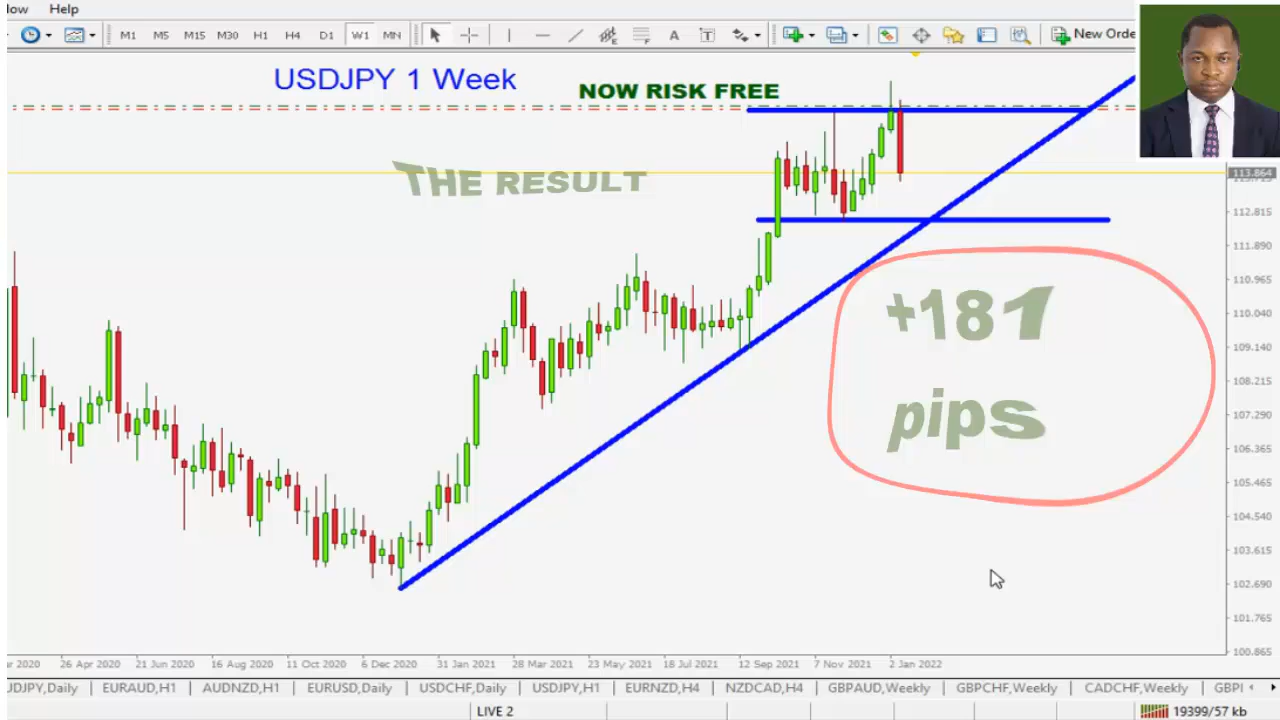 Help
M1 M5 M15 M30 H1 H4 D1 W1 MN A T New Orde
USDJPY 1 Week
NOW RISK FREE
THE RESULT
113.864
112.815
111.890
110.965
+181
110.040
109.140
108.215
pips
107.290
106.365
105.465
104.540
103.615
102.690
101.765
100.865
2020 26 Apr 2020 21 Jun 2020 16 Aug 2020 11 Oct 2020 6 Dec 2020 31 Jan 2021 28 Mar 2021 23 May 2021 18 Jul 2021 12 Sep 2021 7 Nov 2021 2 Jan 2022
JDJPY,Daily EURAUD,H1 AUDNZD,H1 EURUSD,Daily USDCHF,Daily USDJPY,H1 EURNZD,H4 NZDCAD,H4 GBPAUD,Weekly GBPCHF,Weekly CADCHF,Weekly GBPI
LIVE 2 19399/57 kb